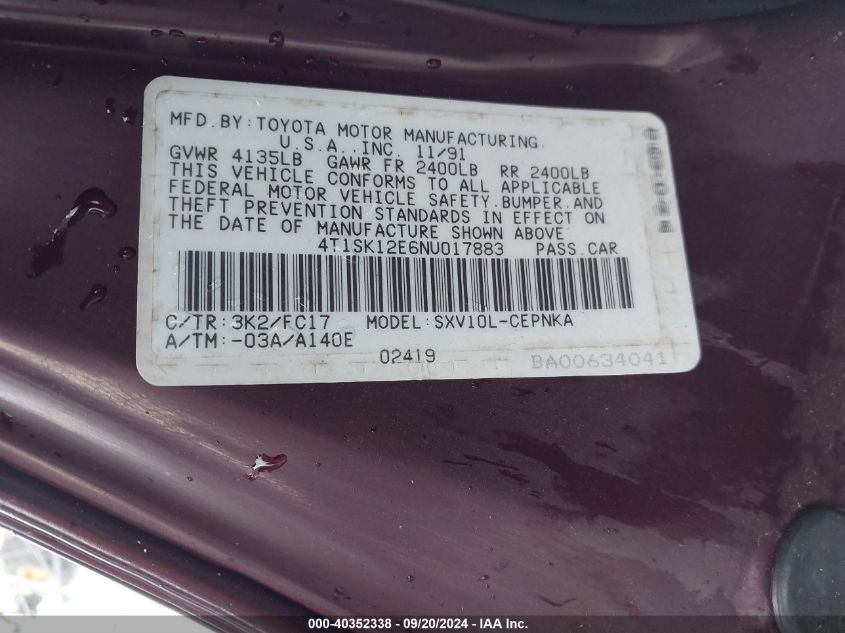 MFD.BY:TOYOTA MOTOR MANUFACTURING.
U.S.A.,INC. 11/91
GVWR 4135LB GAWR FR 2400LB RR 2400LB
THIS VEHICLE CONFORMS TO ALL APPLICABLE
FEDERAL MOTOR VEHICLE SAFETY.BUMPER.AND
THEFT PREVENTION STANDARDS IN EFFECT ON
THE DATE OF MANUFACTURE SHOWN ABOVE
4T1SK12E6NU017883 PASS.CAR
C/TR:3K2/FC17 MODEL:SXV10L-CEPNKA
A/TM:-03A/A140E
02419
BA00634041
000-40352338 - 09/20/2024 - IAA Inc.